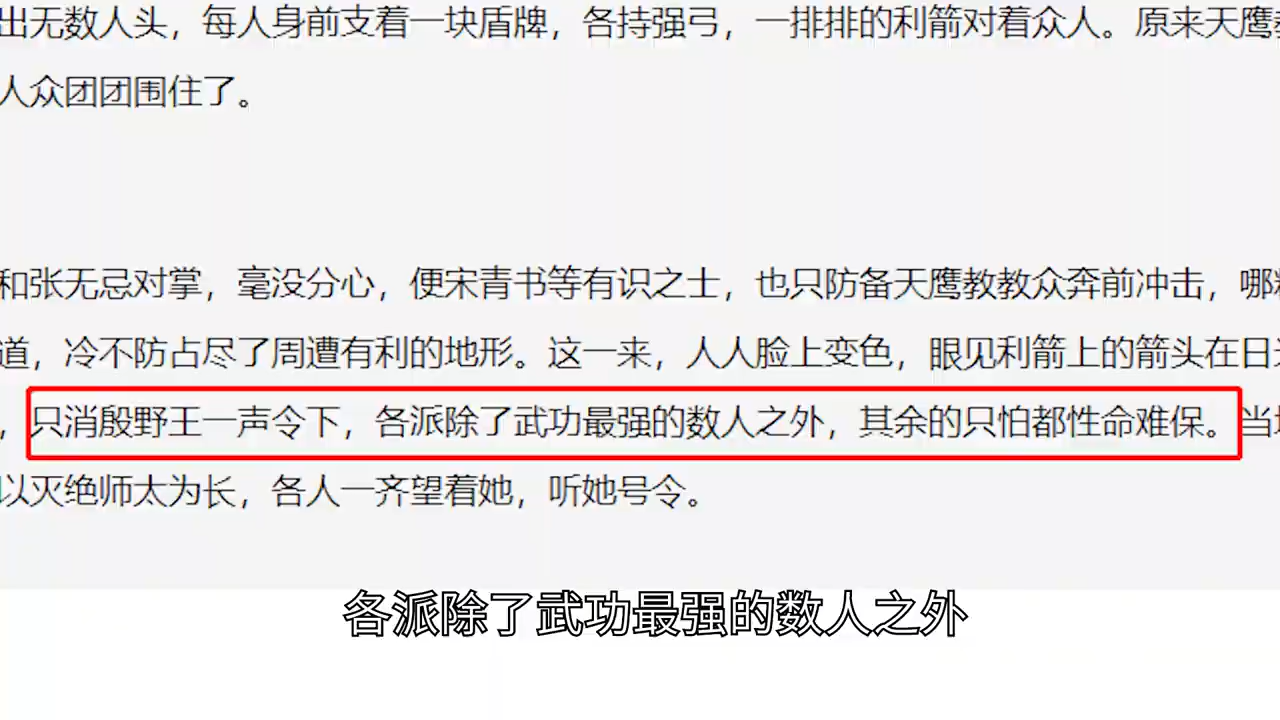 出无数人头，每人身前支着一块盾牌，各持强弓，一排排的利箭对着众人。原来天鹰
人众团团围住了。
和张无忌对掌，毫没分心，便宋青书等有识之士，也只防备天鹰教教众奔前冲击，哪
道，冷不防占尽了周遭有利的地形。这一来，人人脸上变色，眼见利箭上的箭头在日
，只消殷野王一声令下，各派除了武功最强的数人之外，其余的只怕都性命难保。当
以灭绝师太为长，各人一齐望着她，听她号令。
各派除了武功最强的数人之外